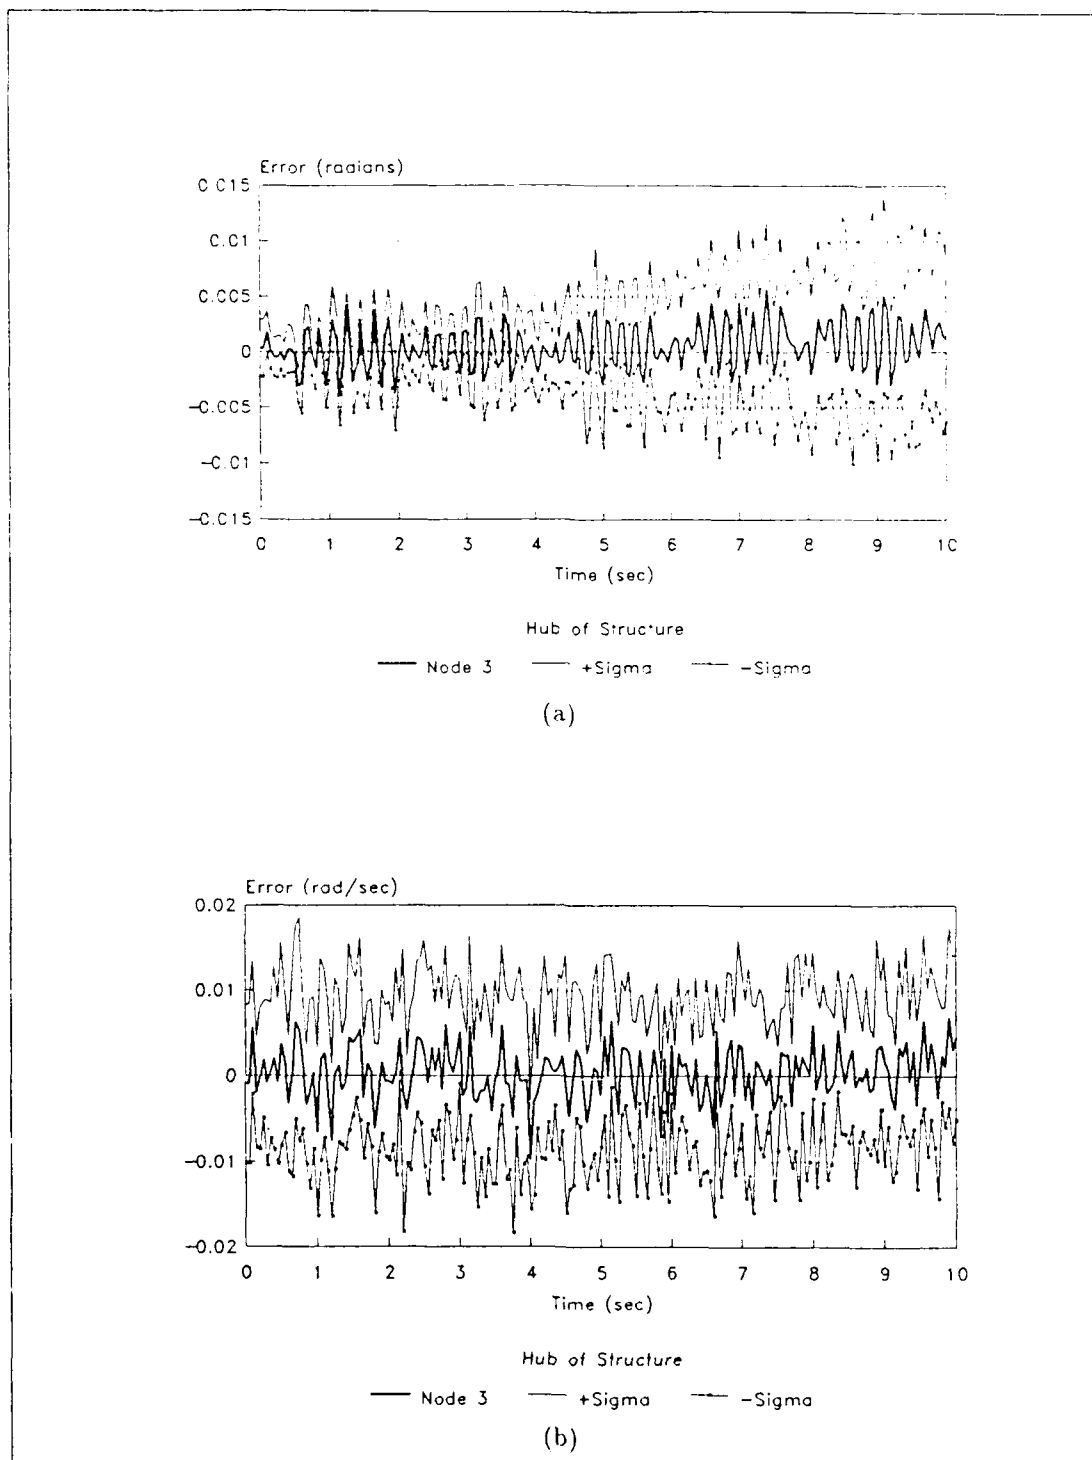 Error (radians)
0.015
0.01
0.005
0
-0.005
-0.01
-0.015
0 1 2 3 4 5 6 7 8 9 10
Time (sec)
Hub of Structure
Node 3 +Sigma -Sigma
(a)
Error (rad/sec)
0.02
0.01
0
-0.01
-0.02
0 1 2 3 4 5 6 7 8 9 10
Time (sec)
Hub of Structure
Node 3 +Sigma -Sigma
(b)